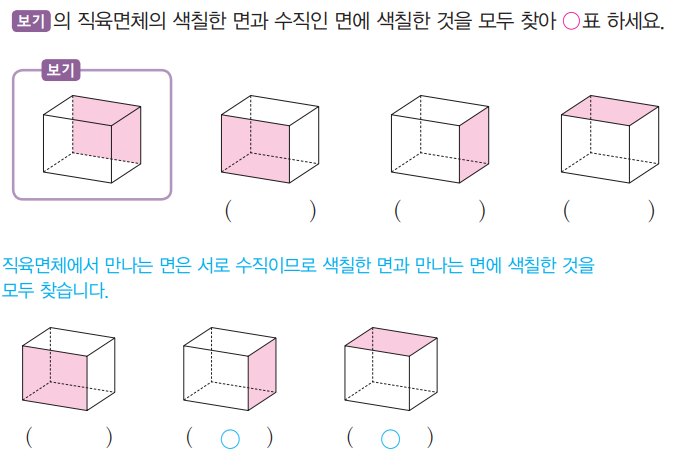 보기의 직육면체의 색칠한 면과 수직인 면에 색칠한 것을 모두 찾아 ○표 하세요.
보기
( ) ( ) ( )
직육면체에서 만나는 면은 서로 수직이므로 색칠한 면과 만나는 면에 색칠한 것을
모두 찾습니다.
( ) ( ○ ) ( ○ )